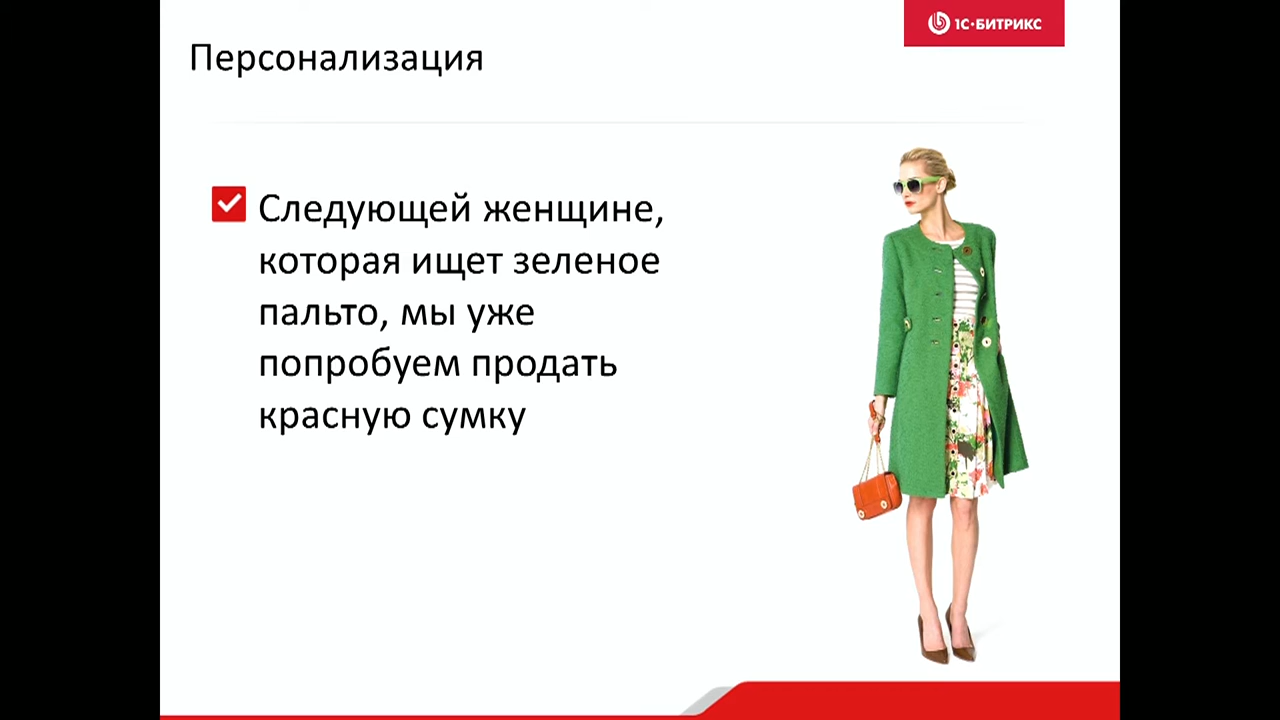 1С·БИТРИКС
Персонализация
Следующей женщине,
которая ищет зеленое
пальто, мы уже
попробуем продать
красную сумку